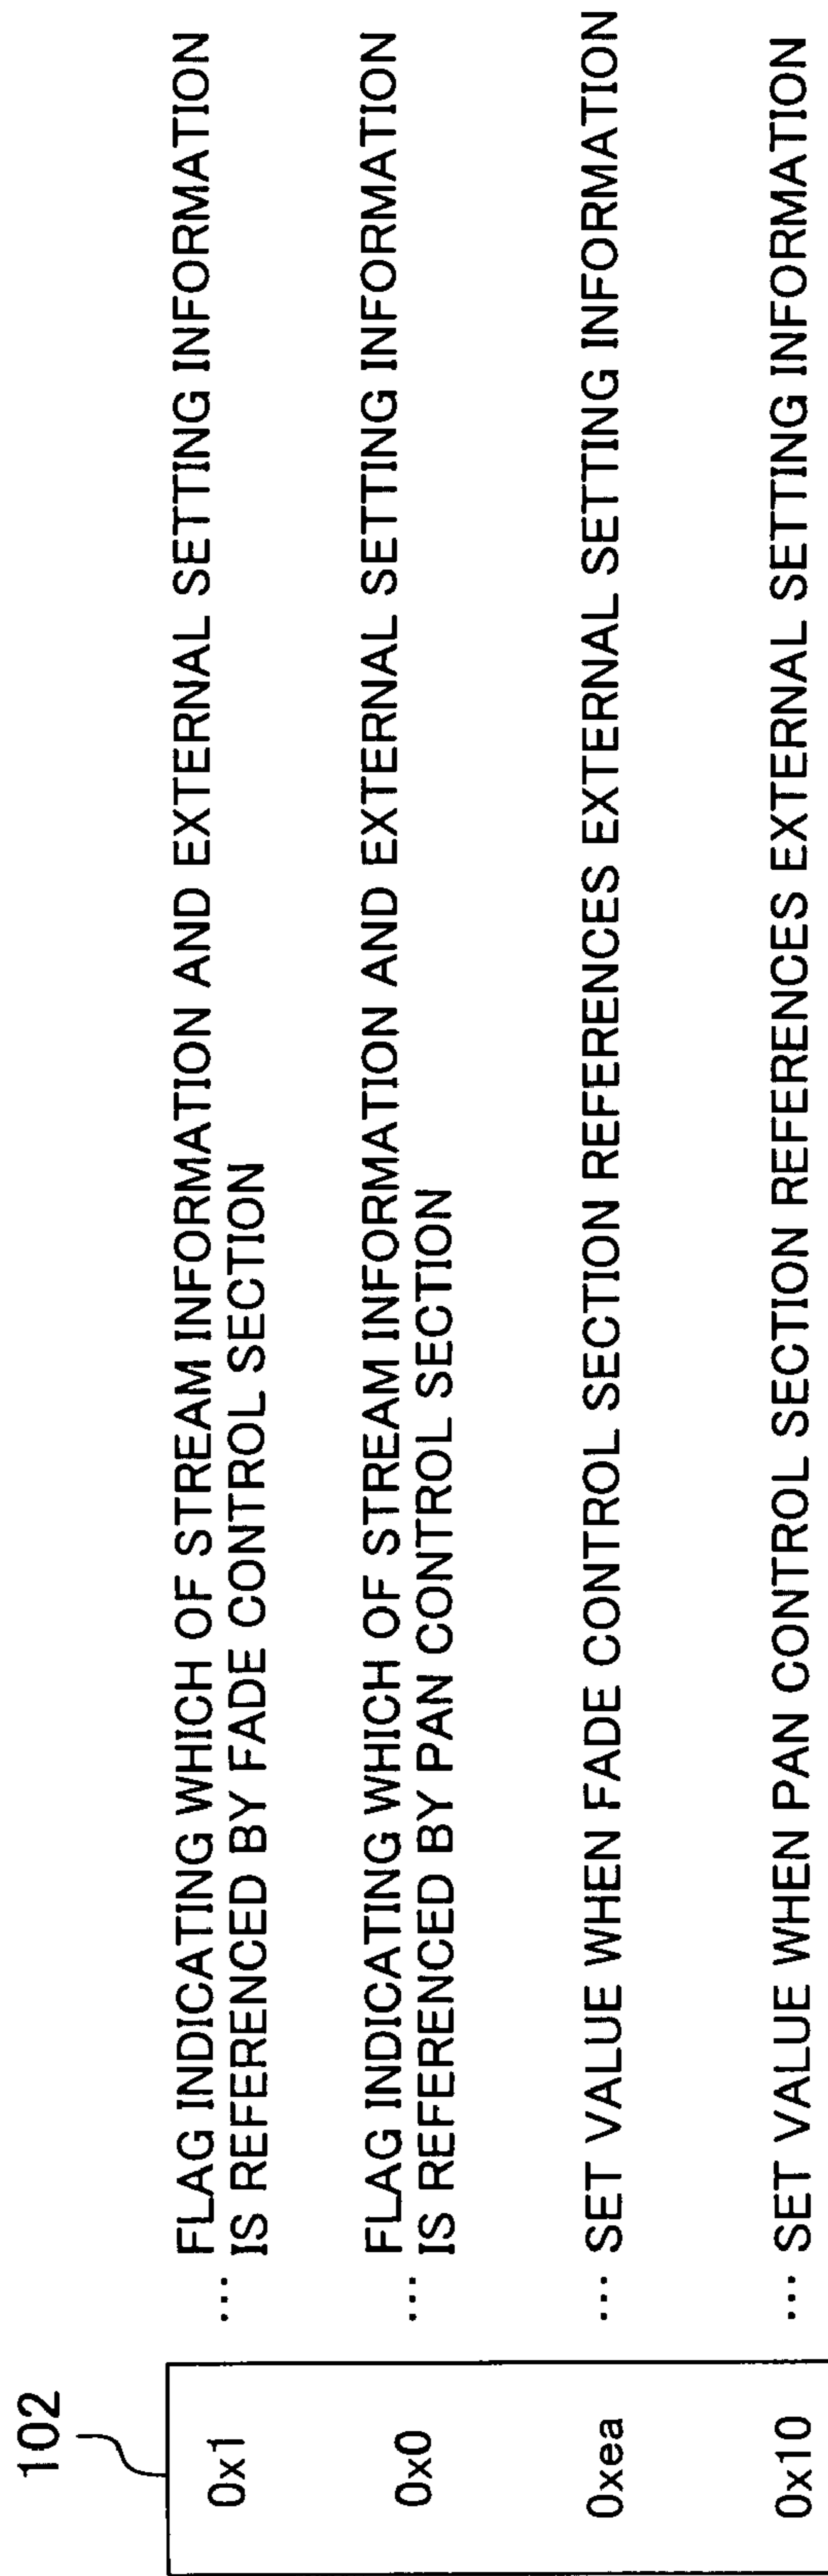 102
0x1 ... FLAG INDICATING WHICH OF STREAM INFORMATION AND EXTERNAL SETTING INFORMATION
IS REFERENCED BY FADE CONTROL SECTION
0x0 ... FLAG INDICATING WHICH OF STREAM INFORMATION AND EXTERNAL SETTING INFORMATION
IS REFERENCED BY PAN CONTROL SECTION
0xea ... SET VALUE WHEN FADE CONTROL SECTION REFERENCES EXTERNAL SETTING INFORMATION
0x10 ... SET VALUE WHEN PAN CONTROL SECTION REFERENCES EXTERNAL SETTING INFORMATION